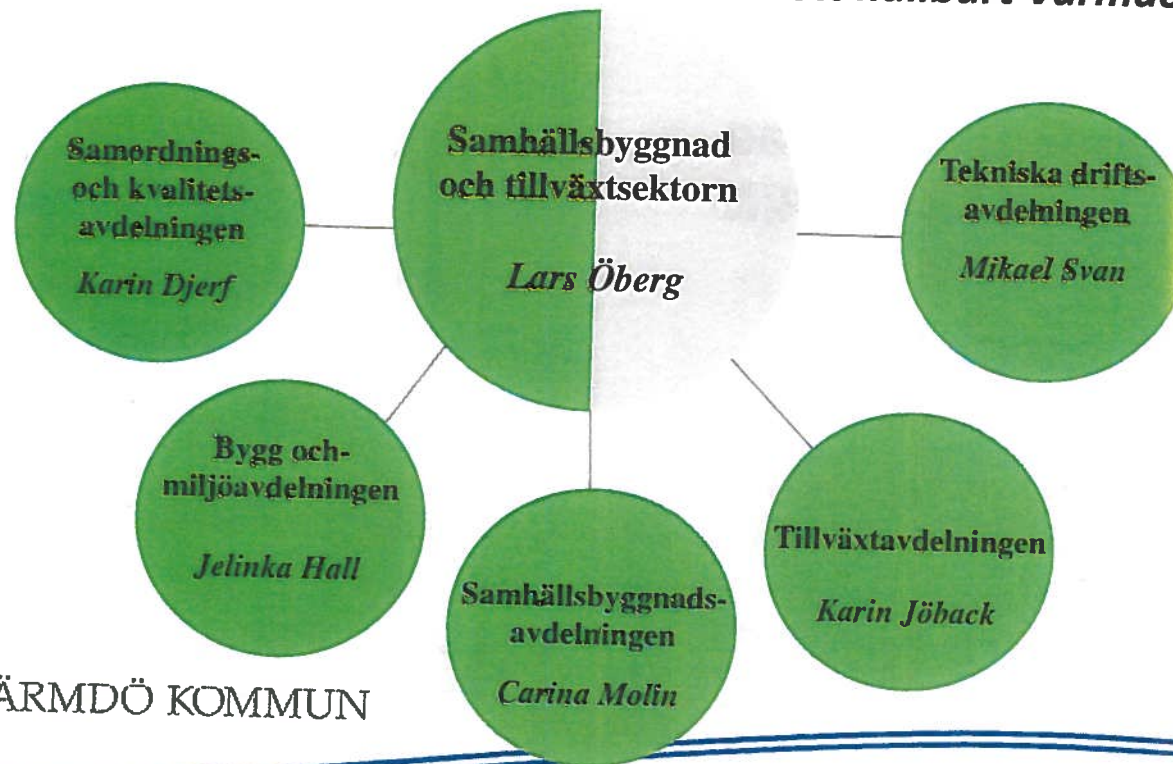 Samhällsbyggnad
och tillväxtsektorn
Lars Öberg
Samordnings-
och kvalitets-
avdelningen
Karin Djerf
Tekniska drifts-
avdelningen
Mikael Svan
Bygg och-
miljöavdelningen
Jelinka Hall
Samhällsbyggnads-
avdelningen
Carina Molin
Tillväxtavdelningen
Karin Jöback
ÄRMDÖ KOMMUN